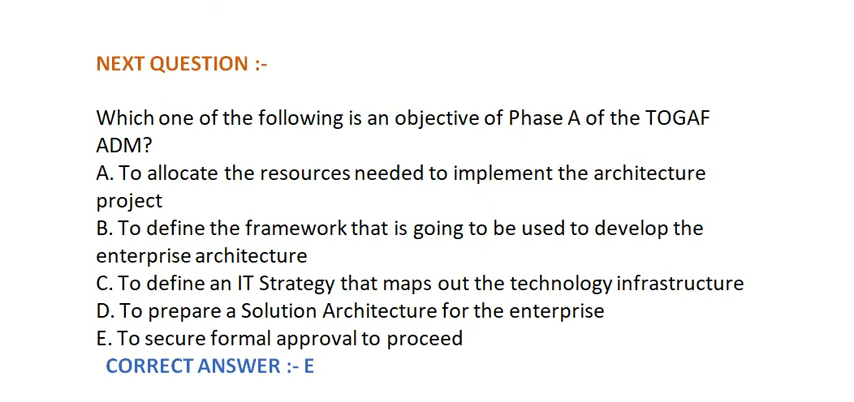 NEXT QUESTION :-
Which one of the following is an objective of Phase A of the TOGAF
ADM?
A. To allocate the resources needed to implement the architecture
project
B. To define the framework that is going to be used to develop the
enterprise architecture
C. To define an IT Strategy that maps out the technology infrastructure
D. To prepare a Solution Architecture for the enterprise
E. To secure formal approval to proceed
CORRECT ANSWER :- E